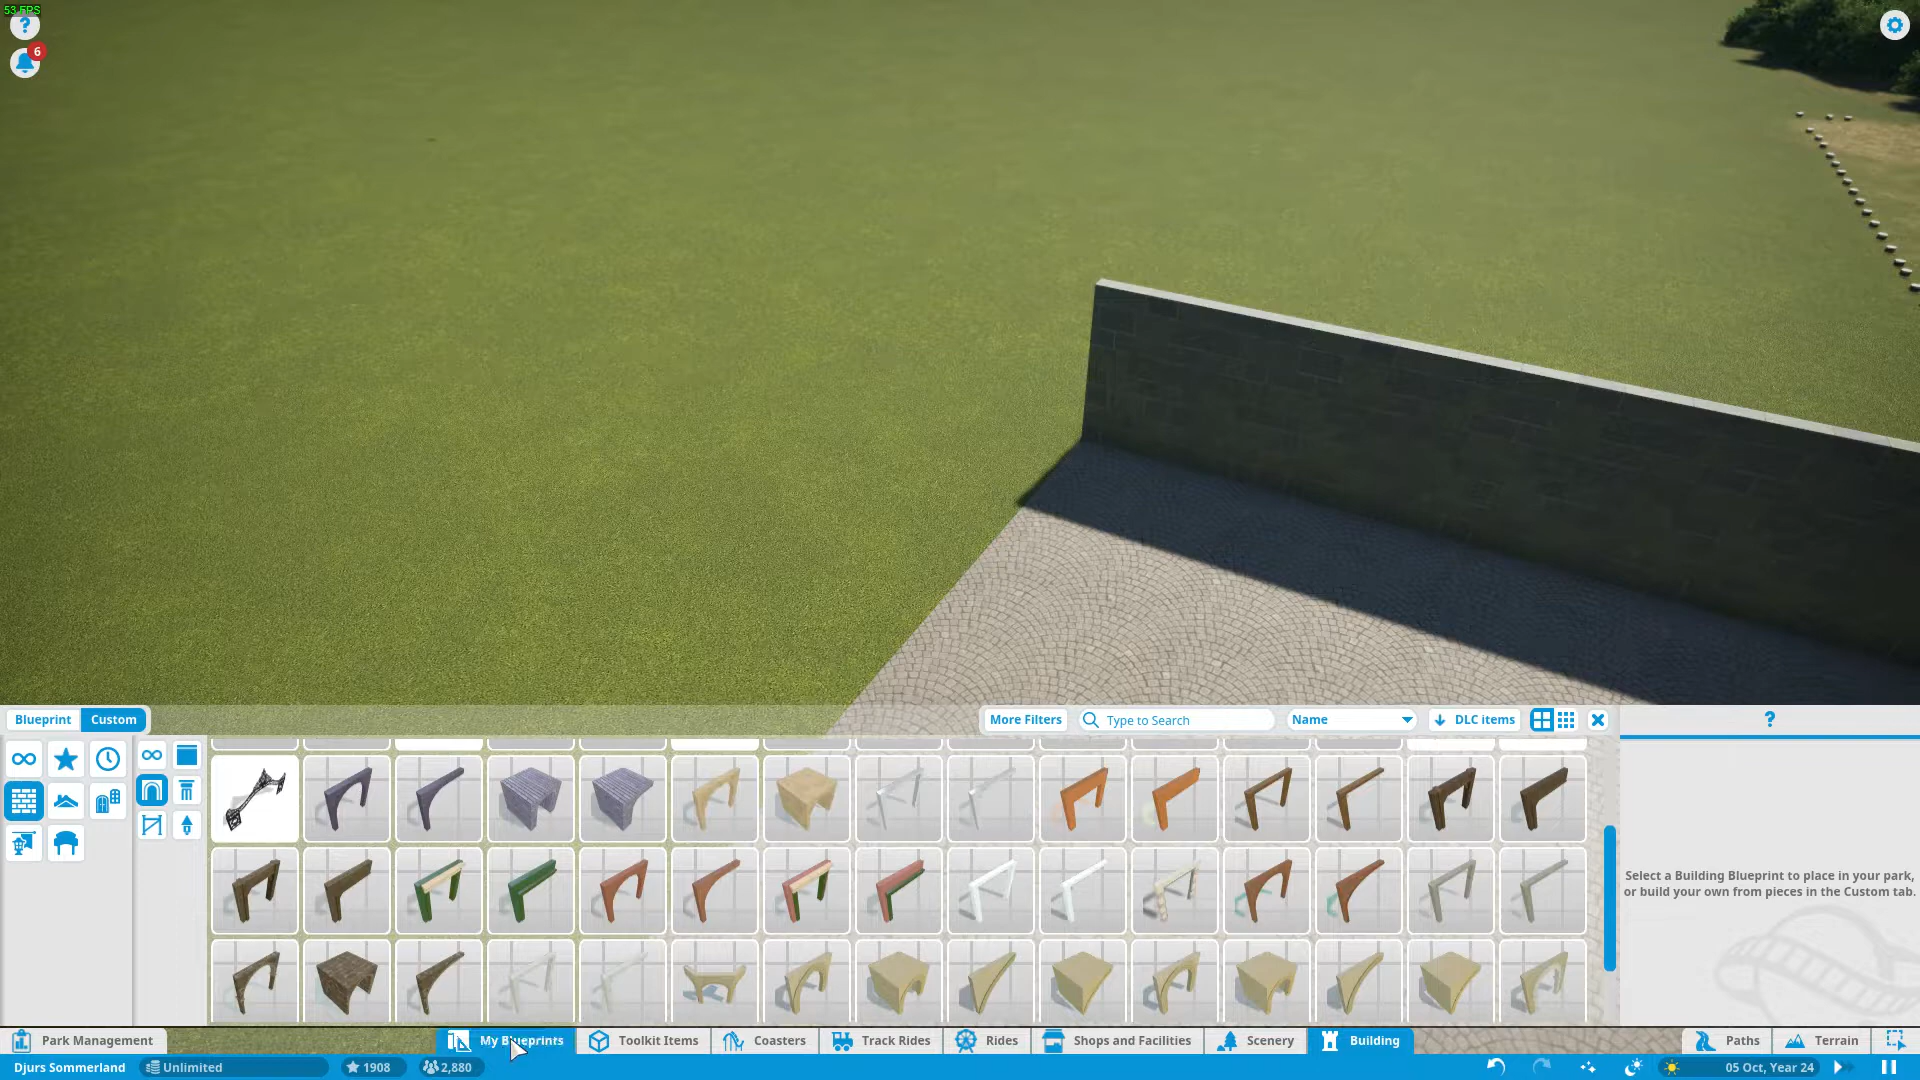 53 FPS
?
6
Blueprint
Custom
More Filters
Type to Search
Name
DLC items
?
Select a Building Blueprint to place in your park,
or build your own from pieces in the Custom tab.
Park Management
My Blueprints
Toolkit Items
Coasters
Track Rides
Rides
Shops and Facilities
Scenery
Building
Paths
Terrain
Djurs Sommerland
Unlimited
1908
2,880
05 Oct, Year 24